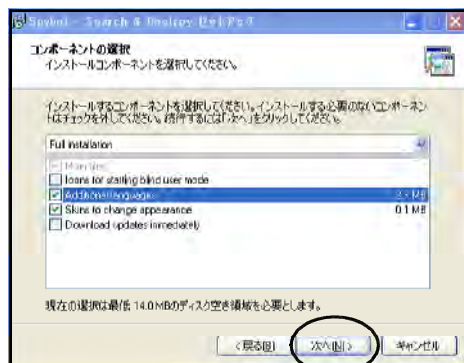 Spybot - Search & Destroy
コンポーネントの選択
インストールコンポーネントを選択してください。
インストールするコンポーネントを選択してください。インストールする必要のないコンポーネントはチェックを外してください。続行するには「次へ」をクリックしてください。
Full installation
Main files
Icons for starting blind user mode
Additional languages
MB
Skins to change appearance 0.1 MB
Download updates immediately
現在の選択は最低 14.0 MBのディスク空き領域を必要とします。
< 戻る(B) 次へ(N) > キャンセル